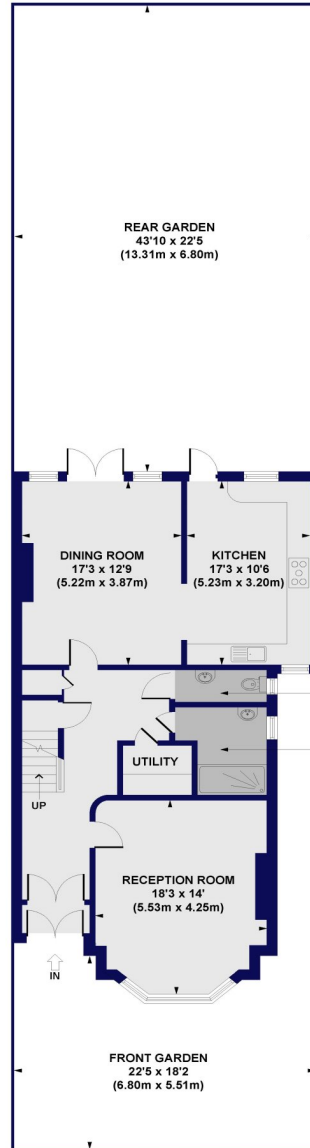 REAR GARDEN
43'10 x 22'5
(13.31m x 6.80m)
DINING ROOM
17'3 x 12'9
(5.22m x 3.87m)
KITCHEN
17'3 x 10'6
(5.23m x 3.20m)
UTILITY
UP
RECEPTION ROOM
18'3 x 14'
(5.53m x 4.25m)
IN
FRONT GARDEN
22'5 x 18'2
(6.80m x 5.51m)